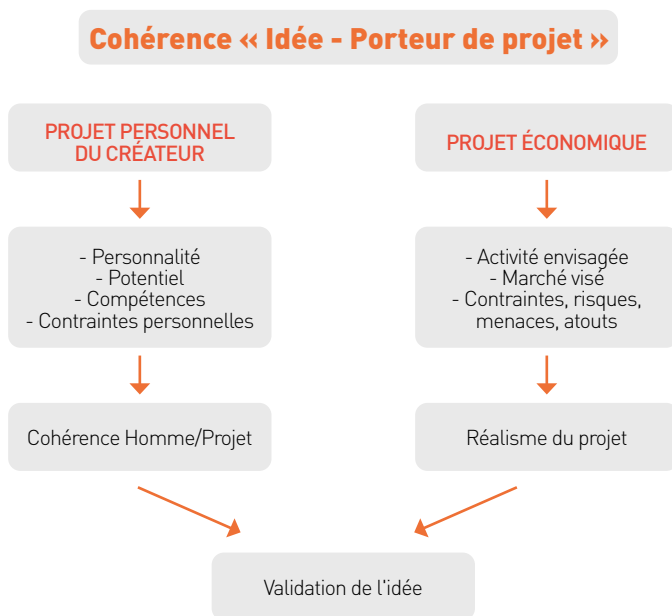 Cohérence « Idée - Porteur de projet »
PROJET PERSONNEL
DU CRÉATEUR
- Personnalité
- Potentiel
- Compétences
- Contraintes personnelles
Cohérence Homme/Projet
PROJET ÉCONOMIQUE
- Activité envisagée
- Marché visé
- Contraintes, risques,
menaces, atouts
Réalisme du projet
Validation de l'idée